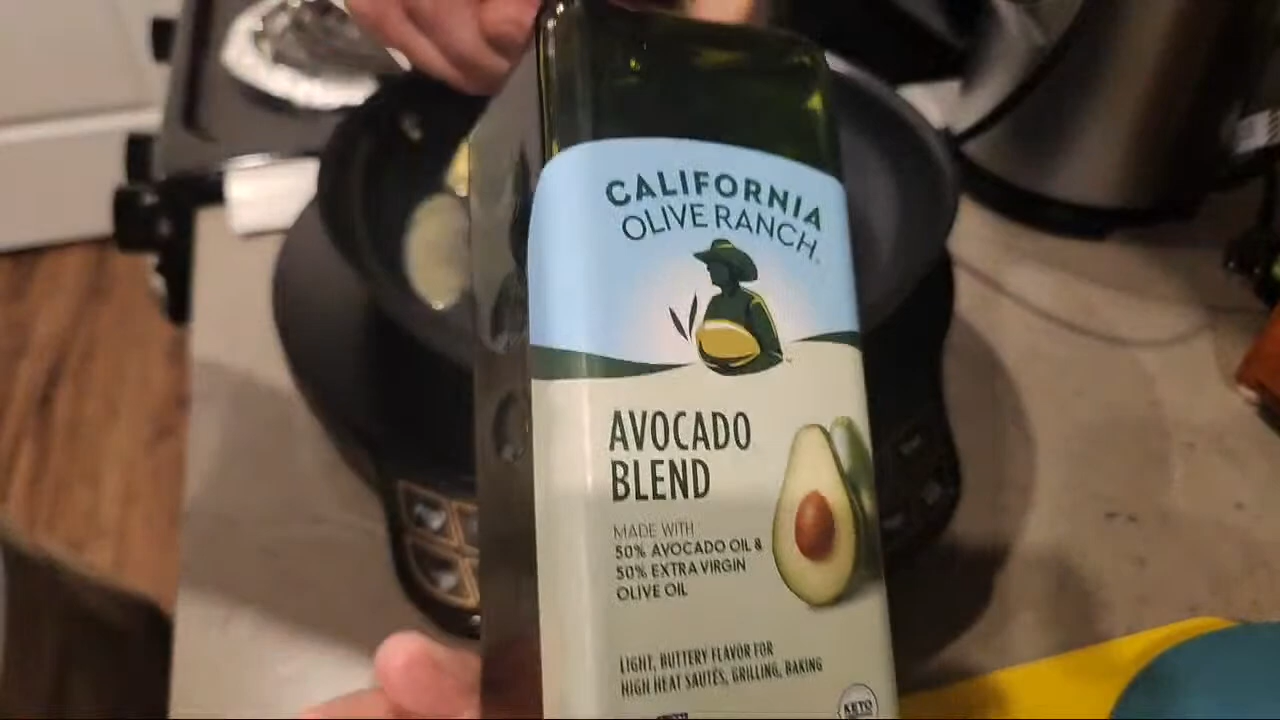 CALIFORNIA
OLIVE RANCH
AVOCADO
BLEND
MADE WITH
50% AVOCADO OIL &
50% EXTRA VIRGIN
OLIVE OIL
LIGHT, BUTTERY FLAVOR FOR
HIGH HEAT SAUTÉS, GRILLING, BAKING
KETO